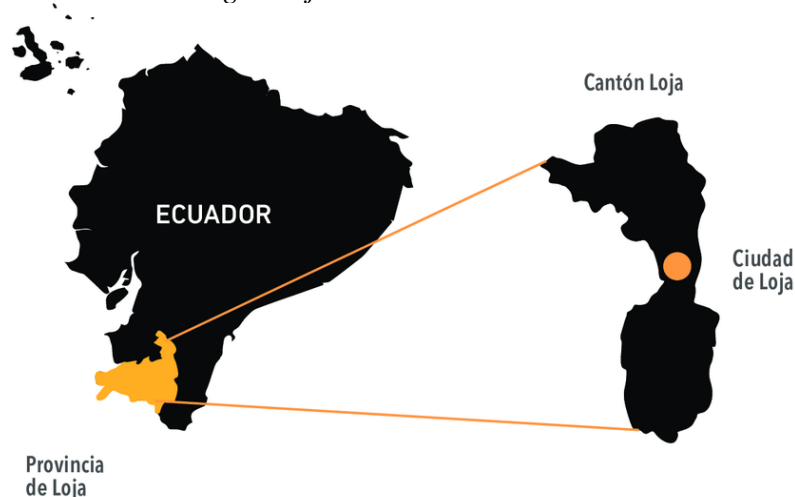 Cantón Loja
ECUADOR
Ciudad
de Loja
Provincia
de Loja